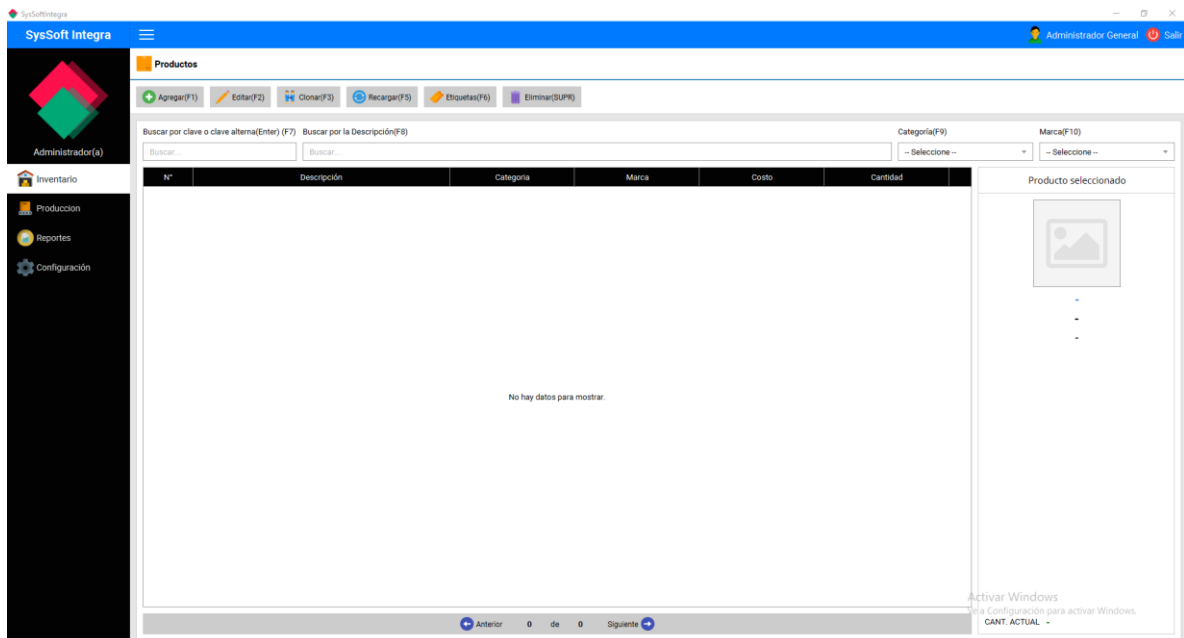 SysSoftIntegra
SysSoft Integra
Administrador General Salir
Productos
Agregar(F1) Editar(F2) Clonar(F3) Recargar(F5) Etiquetas(F6) Eliminar(SUPR)
Administrador(a)
Inventario
Produccion
Reportes
Configuración
Buscar por clave o clave alterna(Enter) (F7) Buscar por la Descripción(F8) Categoría(F9) Marca(F10)
Buscar... Buscar... -- Seleccione -- -- Seleccione --
N° Descripción Categoria Marca Costo Cantidad
No hay datos para mostrar.
Anterior 0 de 0 Siguiente
Producto seleccionado
-
-
-
Activar Windows
Ve a Configuración para activar Windows.
CANT. ACTUAL -